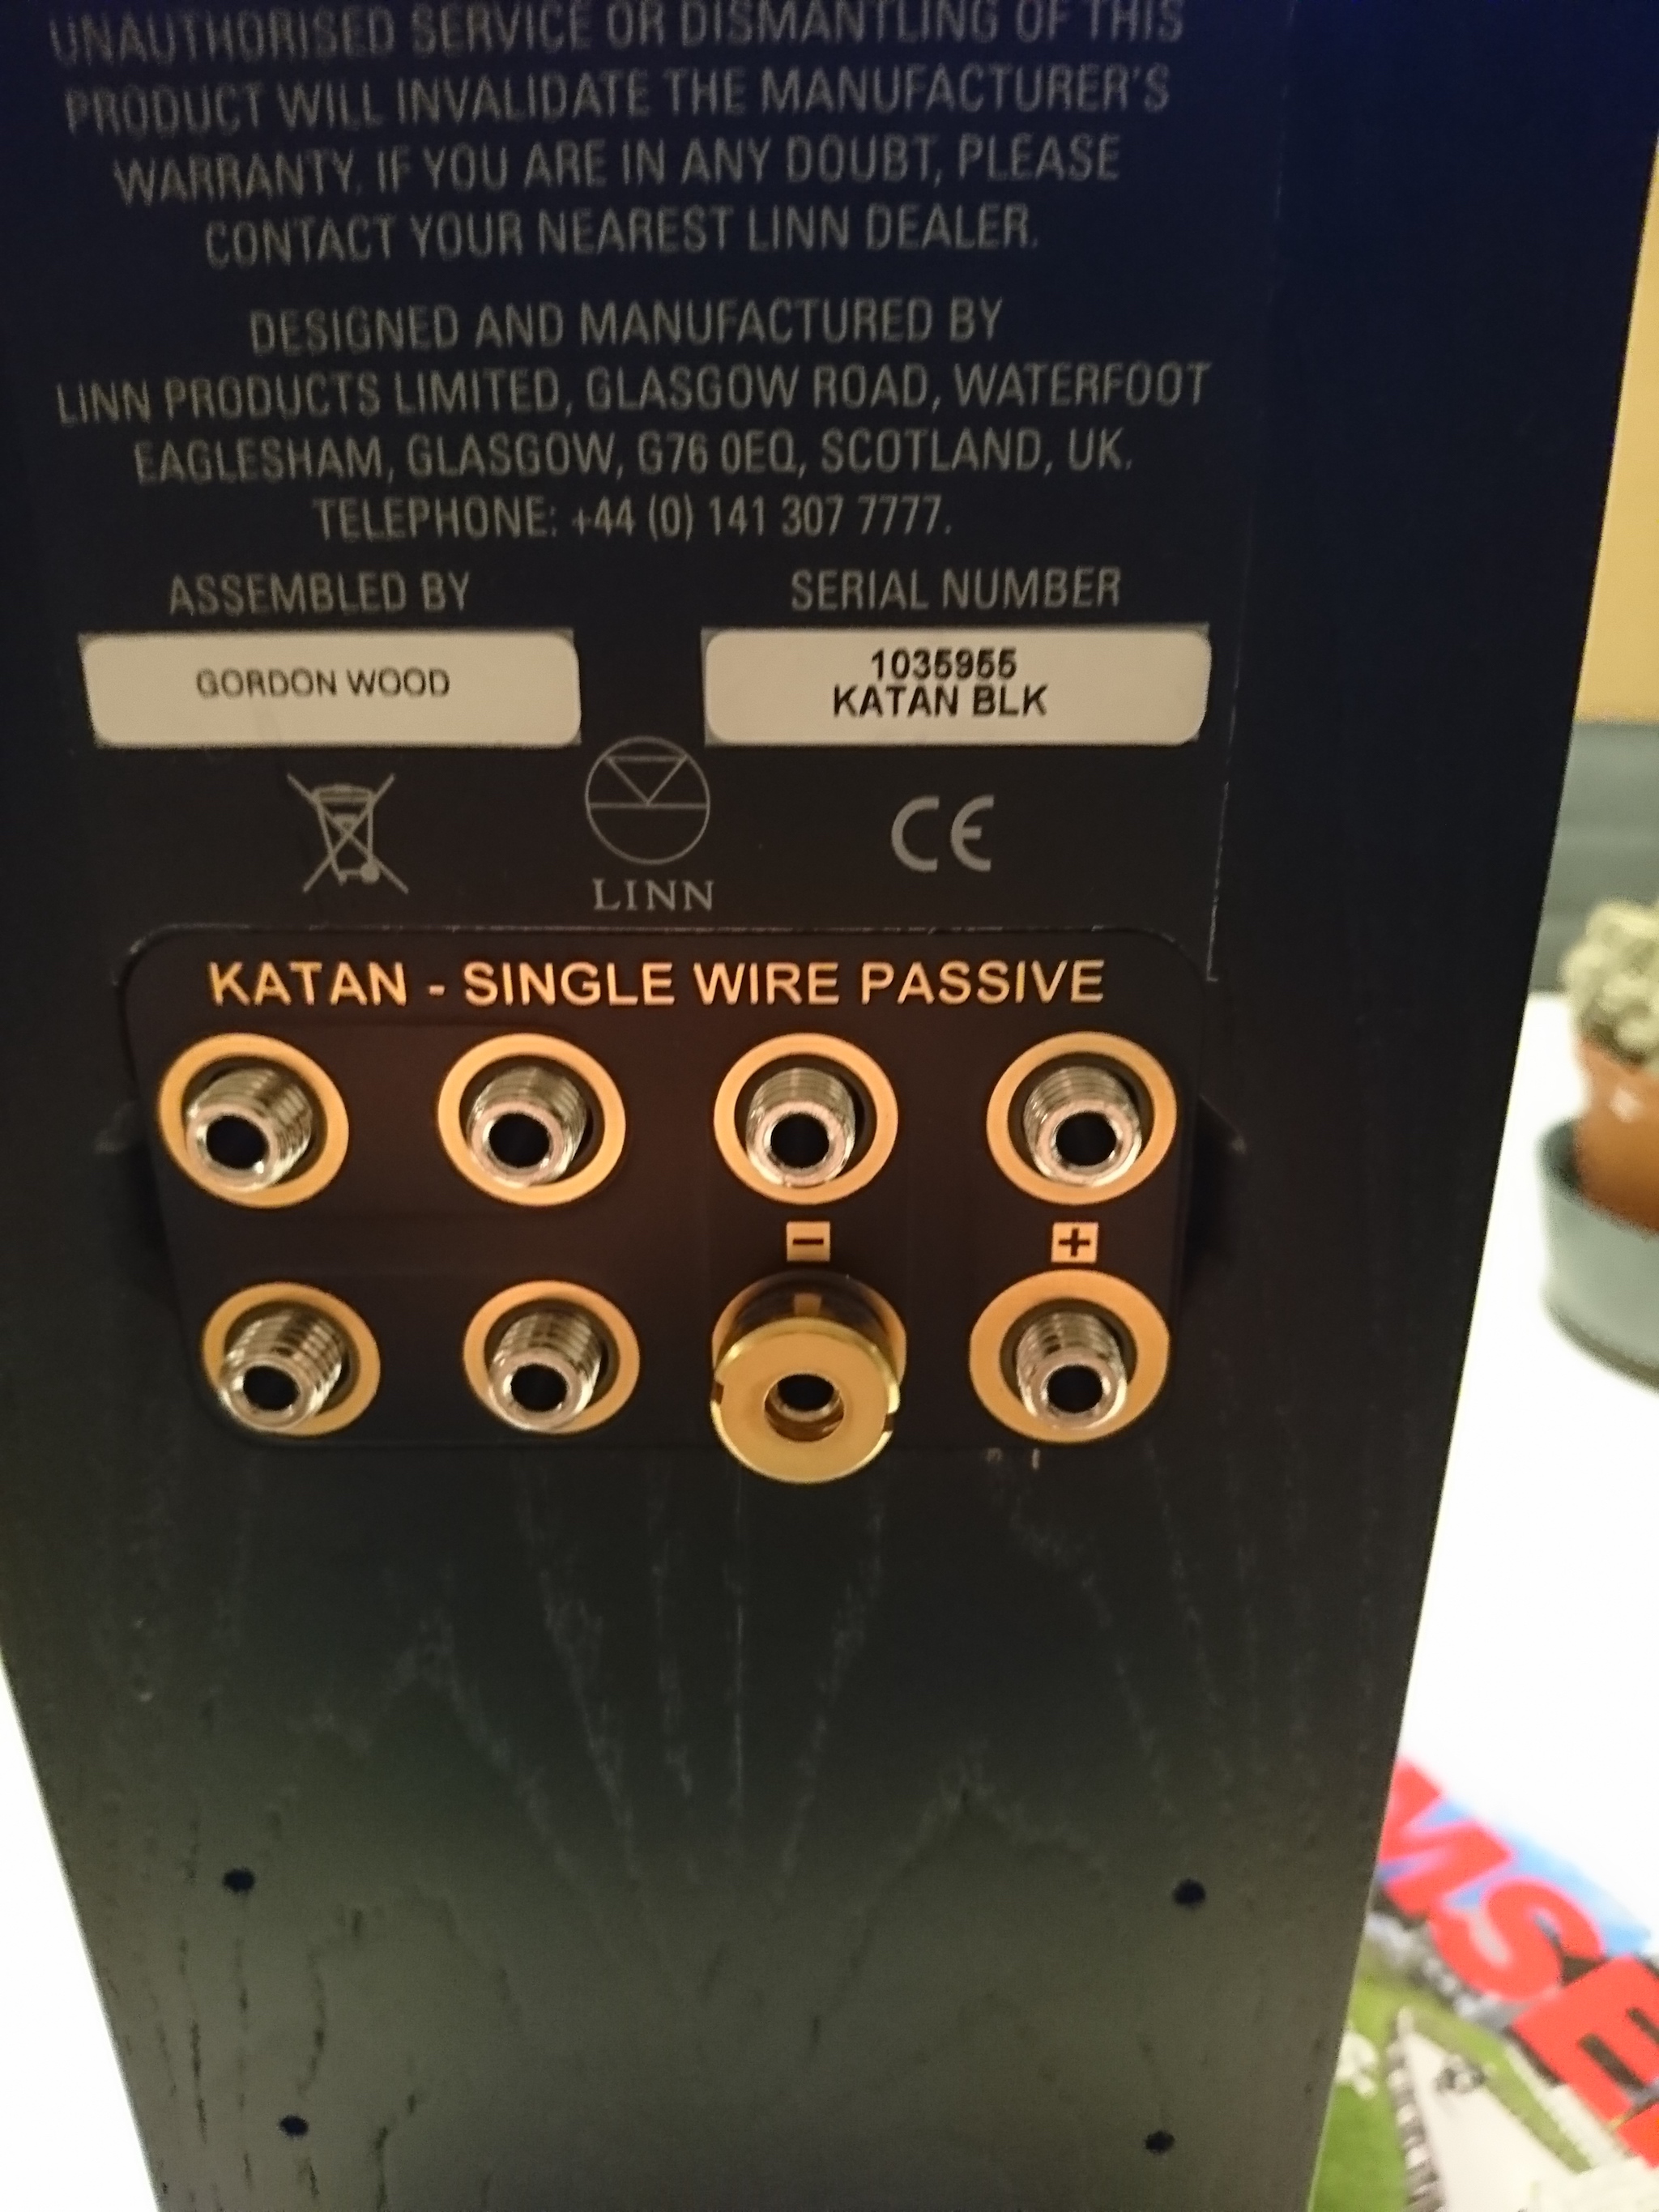 UNAUTHORISED SERVICE OR DISMANTLING OF THIS
PRODUCT WILL INVALIDATE THE MANUFACTURER'S
WARRANTY. IF YOU ARE IN ANY DOUBT, PLEASE
CONTACT YOUR NEAREST LINN DEALER.
DESIGNED AND MANUFACTURED BY
LINN PRODUCTS LIMITED, GLASGOW ROAD, WATERFOOT
EAGLESHAM, GLASGOW, G76 0EQ, SCOTLAND, UK.
TELEPHONE: +44 (0) 141 307 7777.
ASSEMBLED BY
GORDON WOOD
SERIAL NUMBER
1035955
KATAN BLK
CE
LINN
KATAN - SINGLE WIRE PASSIVE
- +